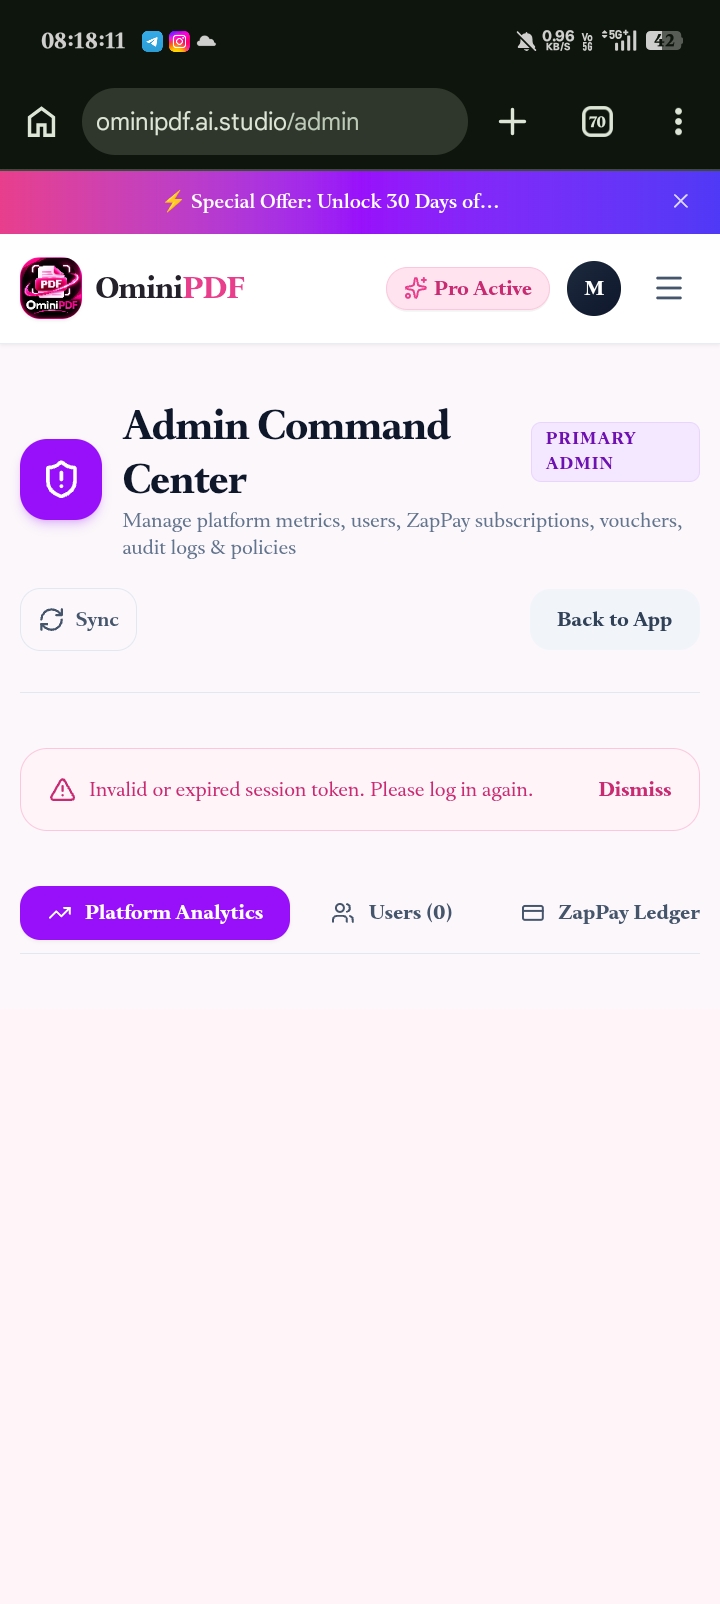 08:18:11
0.96 KB/S
Vo 5G
5G+
42
ominipdf.ai.studio/admin
70
⚡ Special Offer: Unlock 30 Days of...
PDF
OminiPDF
OminiPDF
Pro Active
M
Admin Command
Center
PRIMARY
ADMIN
Manage platform metrics, users, ZapPay subscriptions, vouchers,
audit logs & policies
Sync
Back to App
Invalid or expired session token. Please log in again.
Dismiss
Platform Analytics
Users (0)
ZapPay Ledger